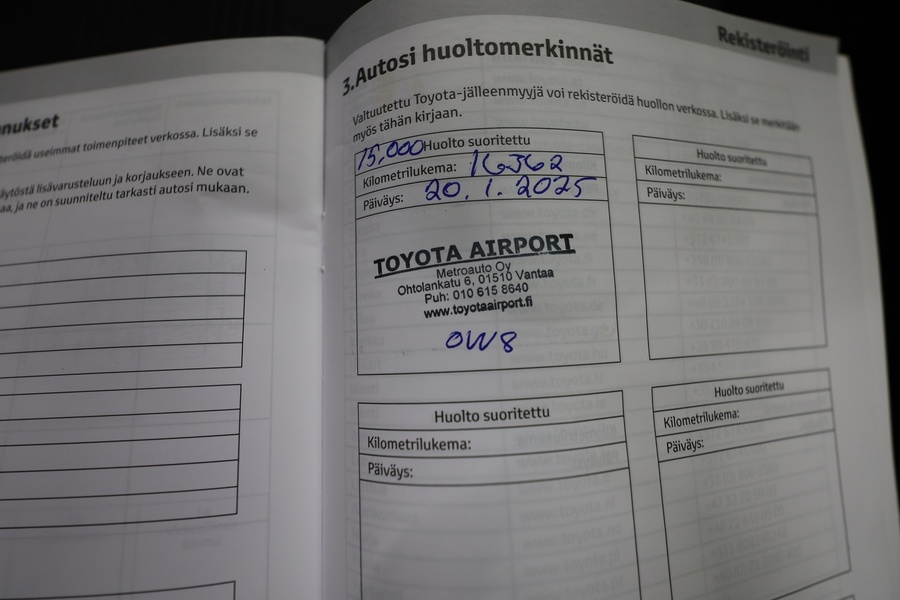 nukset
teröidä useimmat toimenpiteet verkossa. Lisäksi se
äytöstä lisävarusteluun ja korjaukseen. Ne ovat
aa, ja ne on suunniteltu tarkasti autosi mukaan.
Rekisteröinti
3.Autosi huoltomerkinnät
Valtuutettu Toyota-jälleenmyyjä voi rekisteröidä huollon verkossa. Lisäksi se merkitään
myös tähän kirjaan.
15,000 Huolto suoritettu
Kilometrilukema: 16362
Päiväys: 20.1.2025
TOYOTA AIRPORT
Metroauto Oy
Ohtolankatu 6, 01510 Vantaa
Puh: 010 615 8640
www.toyotaairport.fi
OW8
Huolto suoritettu
Kilometrilukema:
Päiväys:
Huolto suoritettu
Kilometrilukema:
Päiväys:
Huolto suoritettu
Kilometrilukema:
Päiväys: